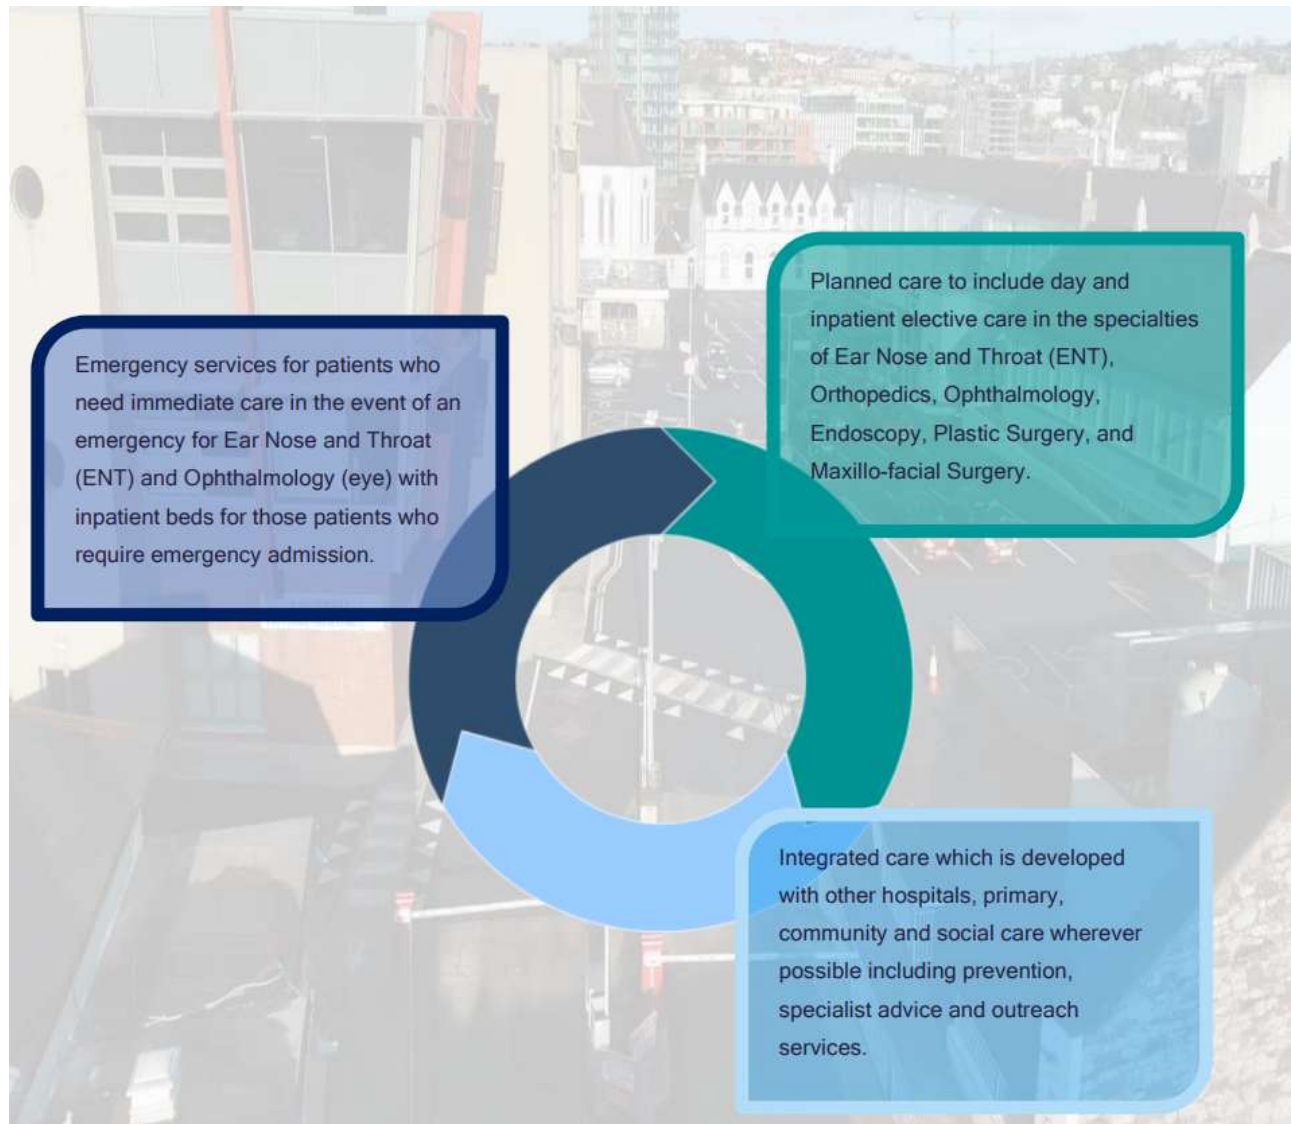 Emergency services for patients who
need immediate care in the event of an
emergency for Ear Nose and Throat
(ENT) and Ophthalmology (eye) with
inpatient beds for those patients who
require emergency admission.
Planned care to include day and
inpatient elective care in the specialties
of Ear Nose and Throat (ENT),
Orthopedics, Ophthalmology,
Endoscopy, Plastic Surgery, and
Maxillo-facial Surgery.
Integrated care which is developed
with other hospitals, primary,
community and social care wherever
possible including prevention,
specialist advice and outreach
services.